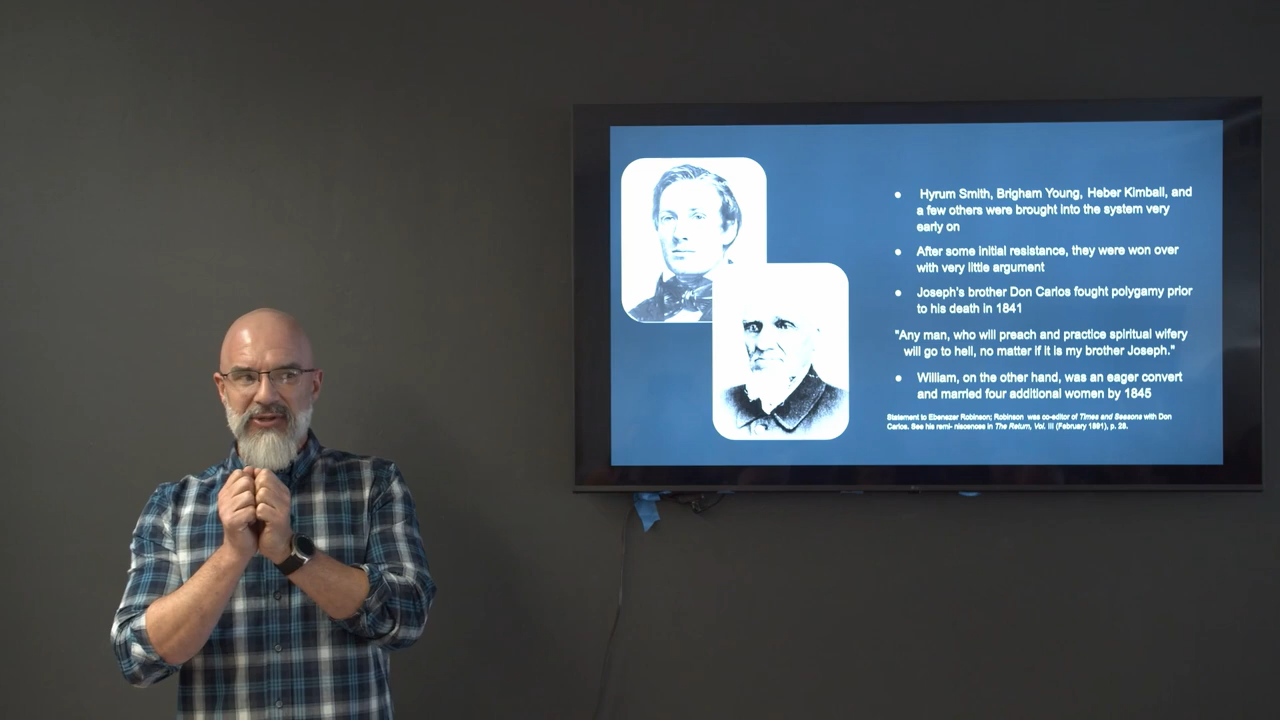 ● Hyrum Smith, Brigham Young, Heber Kimball, and
a few others were brought into the system very
early on
● After some initial resistance, they were won over
with very little argument
● Joseph's brother Don Carlos fought polygamy prior
to his death in 1841
"Any man, who will preach and practice spiritual wifery
will go to hell, no matter if it is my brother Joseph."
● William, on the other hand, was an eager convert
and married four additional women by 1845
Statement to Ebenezer Robinson; Robinson was co-editor of Times and Seasons with Don
Carlos. See his remi- niscences in The Return, Vol. III (February 1891), p. 28.